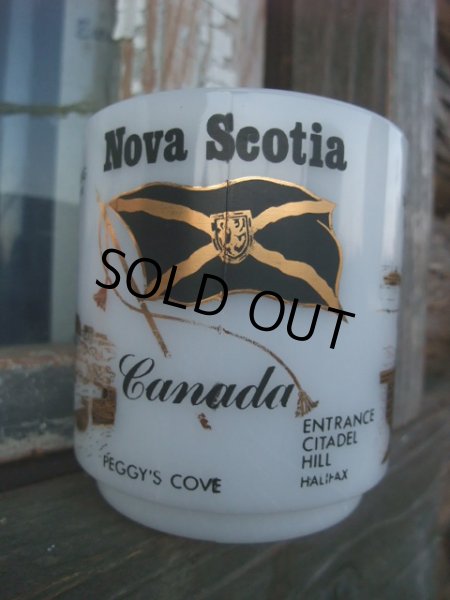 Nova Scotia
SOLD OUT
Canada
PEGGY'S COVE
ENTRANCE
CITADEL
HILL
HALIFAX